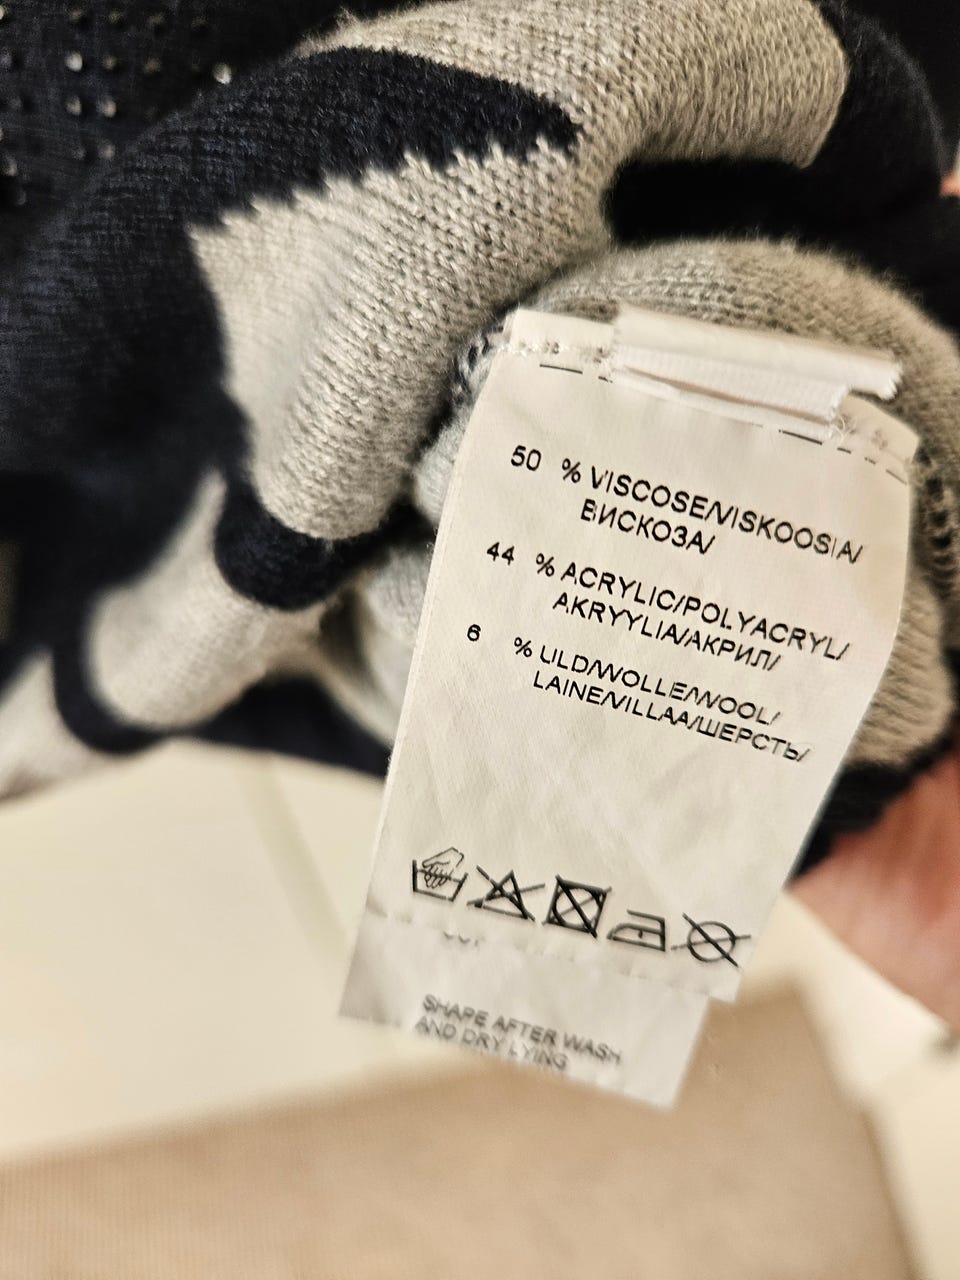 50 % VISCOSE/VISKOOSIA/
ВИСКОЗА/
44 % ACRYLIC/POLYACRYL/
AKRYYLIA/АКРИЛ/
6 % ULD/WOLLE/WOOL/
LAINE/VILLAA/ШЕРСТЬ/
SHAPE AFTER WASH
AND DRY LYING